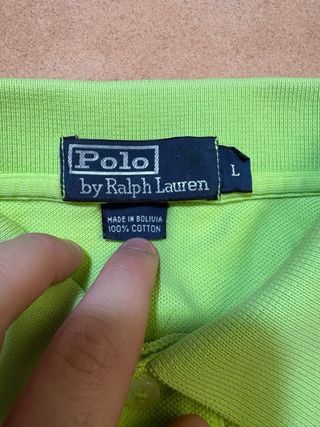 Polo
by Ralph Lauren
L
MADE IN BOLIVIA
100% COTTON